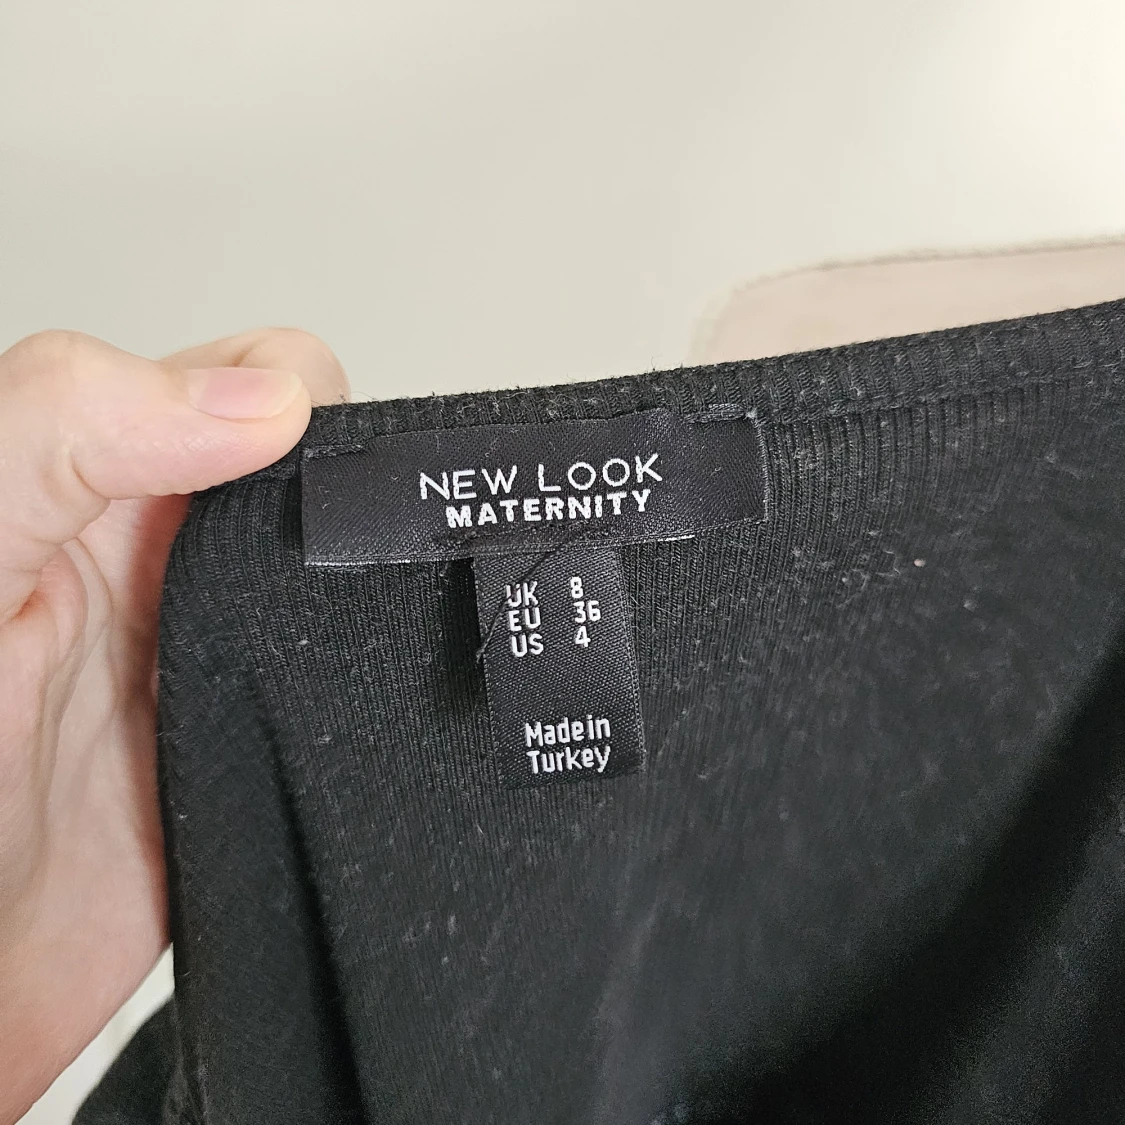 NEW LOOK
MATERNITY
UK 8
EU 36
US 4
Made in
Turkey